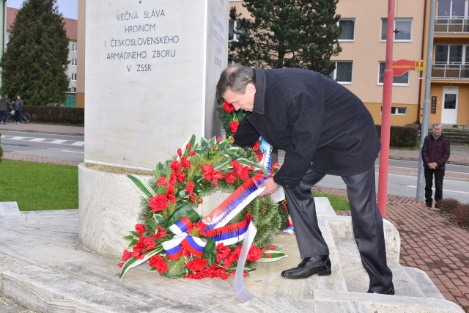 VEČNÁ SLÁVA
HRDINOM
I. ČESKOSLOVENSKÉHO
ARMÁDNEHO ZBORU
V ZSSR